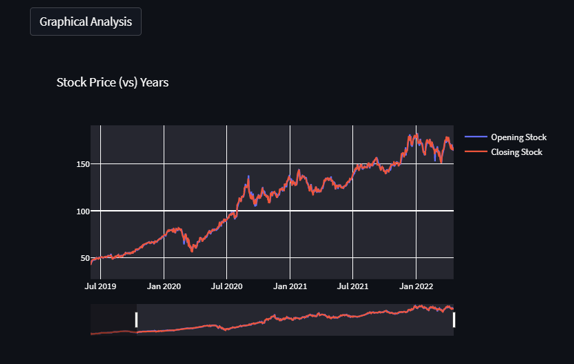 Graphical Analysis
Stock Price (vs) Years
Opening Stock
Closing Stock
150
100
50
Jul 2019
Jan 2020
Jul 2020
Jan 2021
Jul 2021
Jan 2022